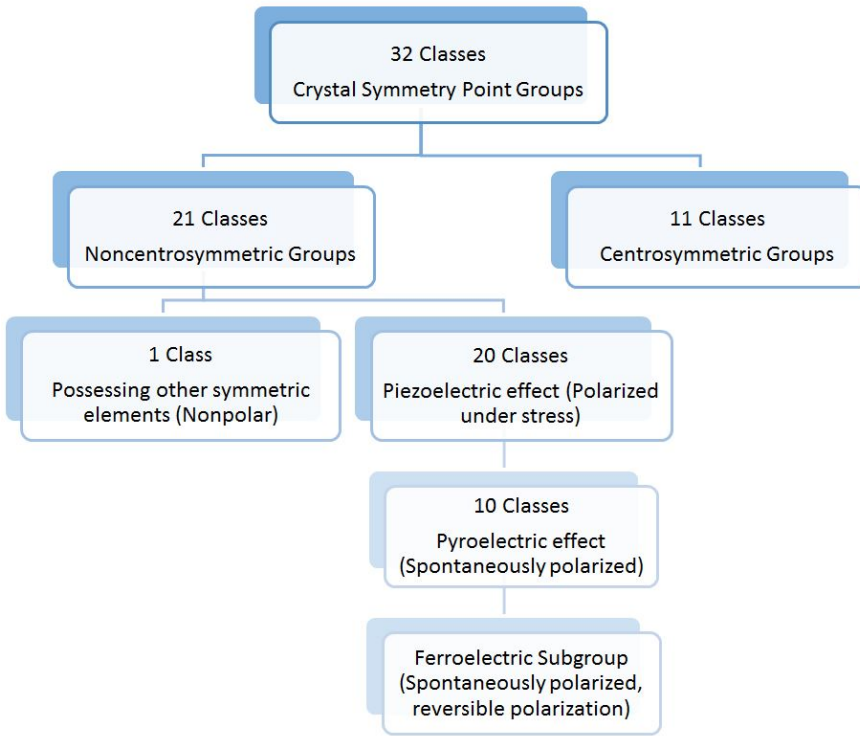 32 Classes
Crystal Symmetry Point Groups
21 Classes
Noncentrosymmetric Groups
11 Classes
Centrosymmetric Groups
1 Class
Possessing other symmetric
elements (Nonpolar)
20 Classes
Piezoelectric effect (Polarized
under stress)
10 Classes
Pyroelectric effect
(Spontaneously polarized)
Ferroelectric Subgroup
(Spontaneously polarized,
reversible polarization)